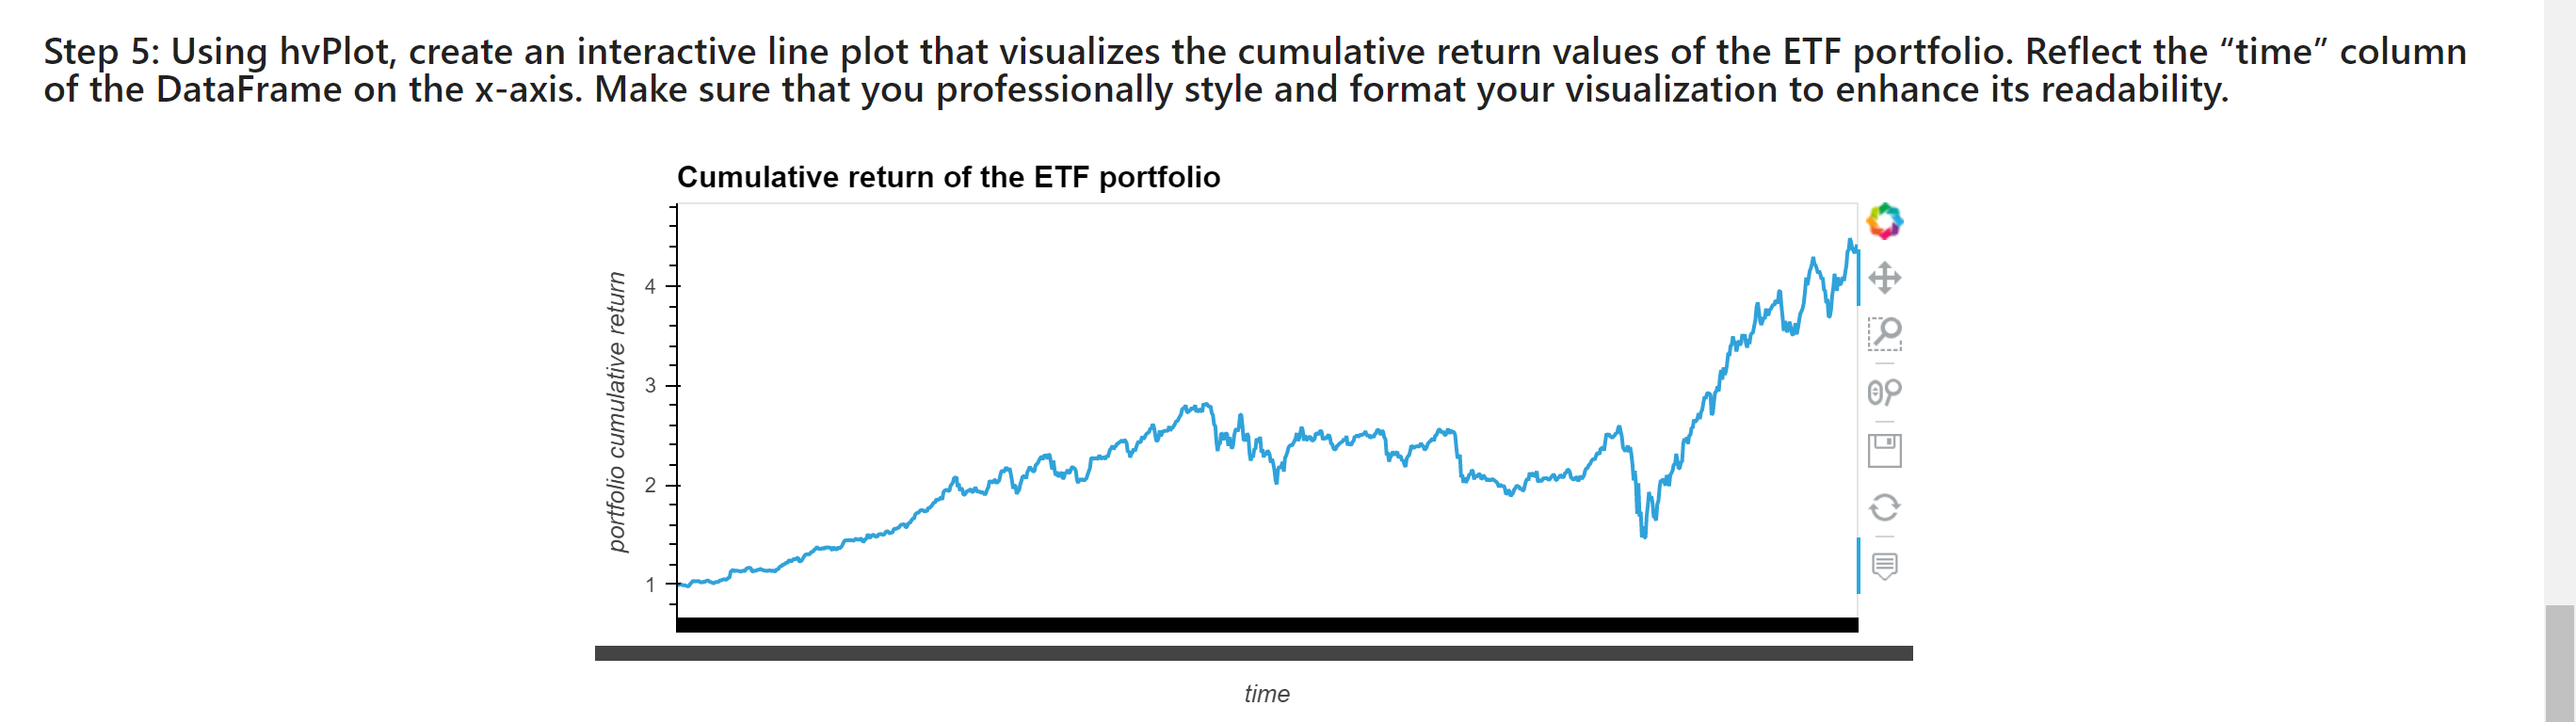 Step 5: Using hvPlot, create an interactive line plot that visualizes the cumulative return values of the ETF portfolio. Reflect the “time” column
of the DataFrame on the x-axis. Make sure that you professionally style and format your visualization to enhance its readability.
Cumulative return of the ETF portfolio
portfolio cumulative return
4
3
2
1
time